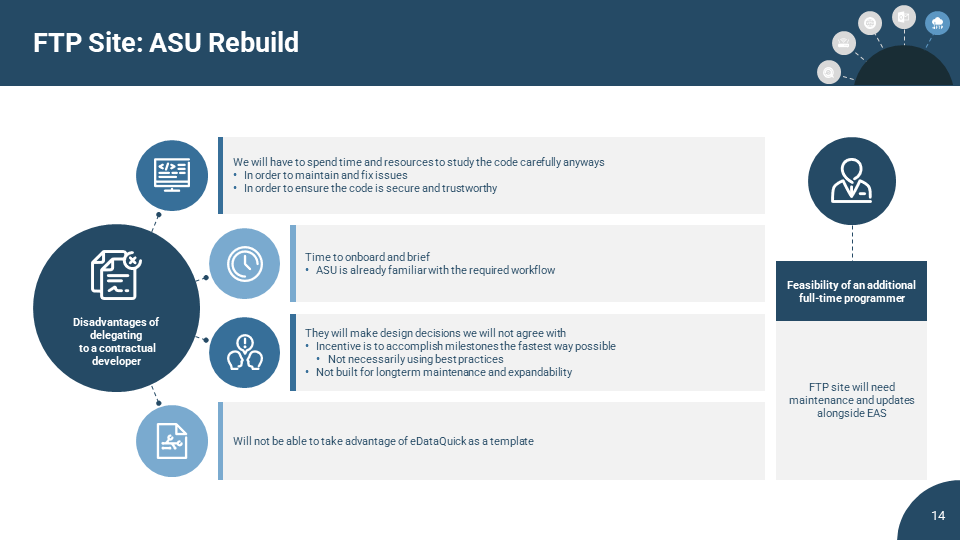 FTP Site: ASU Rebuild
We will have to spend time and resources to study the code carefully anyways
• In order to maintain and fix issues
• In order to ensure the code is secure and trustworthy
Time to onboard and brief
• ASU is already familiar with the required workflow
Disadvantages of
delegating
to a contractual
developer
They will make design decisions we will not agree with
• Incentive is to accomplish milestones the fastest way possible
• Not necessarily using best practices
• Not built for longterm maintenance and expandability
Will not be able to take advantage of eDataQuick as a template
Feasibility of an additional
full-time programmer
FTP site will need
maintenance and updates
alongside EAS
14